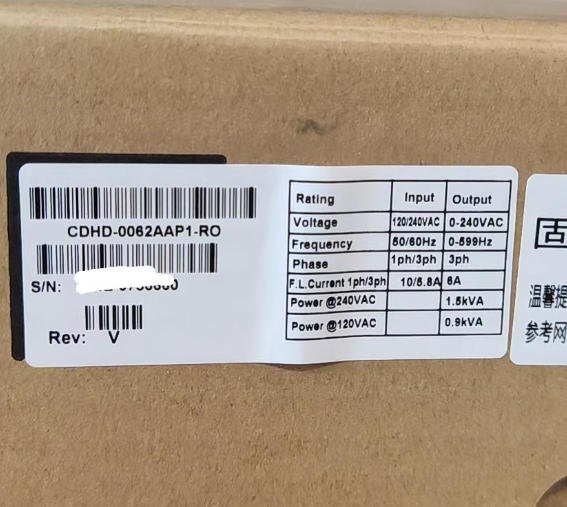 CDHD-0062AAP1-RO
S/N:
Rev: V
Rating Input Output
Voltage 120/240VAC 0-240VAC
Frequency 50/60Hz 0-599Hz
Phase 1ph/3ph 3ph
F.L.Current 1ph/3ph 10/5.8A 6A
Power @240VAC 1.5kVA
Power @120VAC 0.9kVA
固
温馨提
参考网